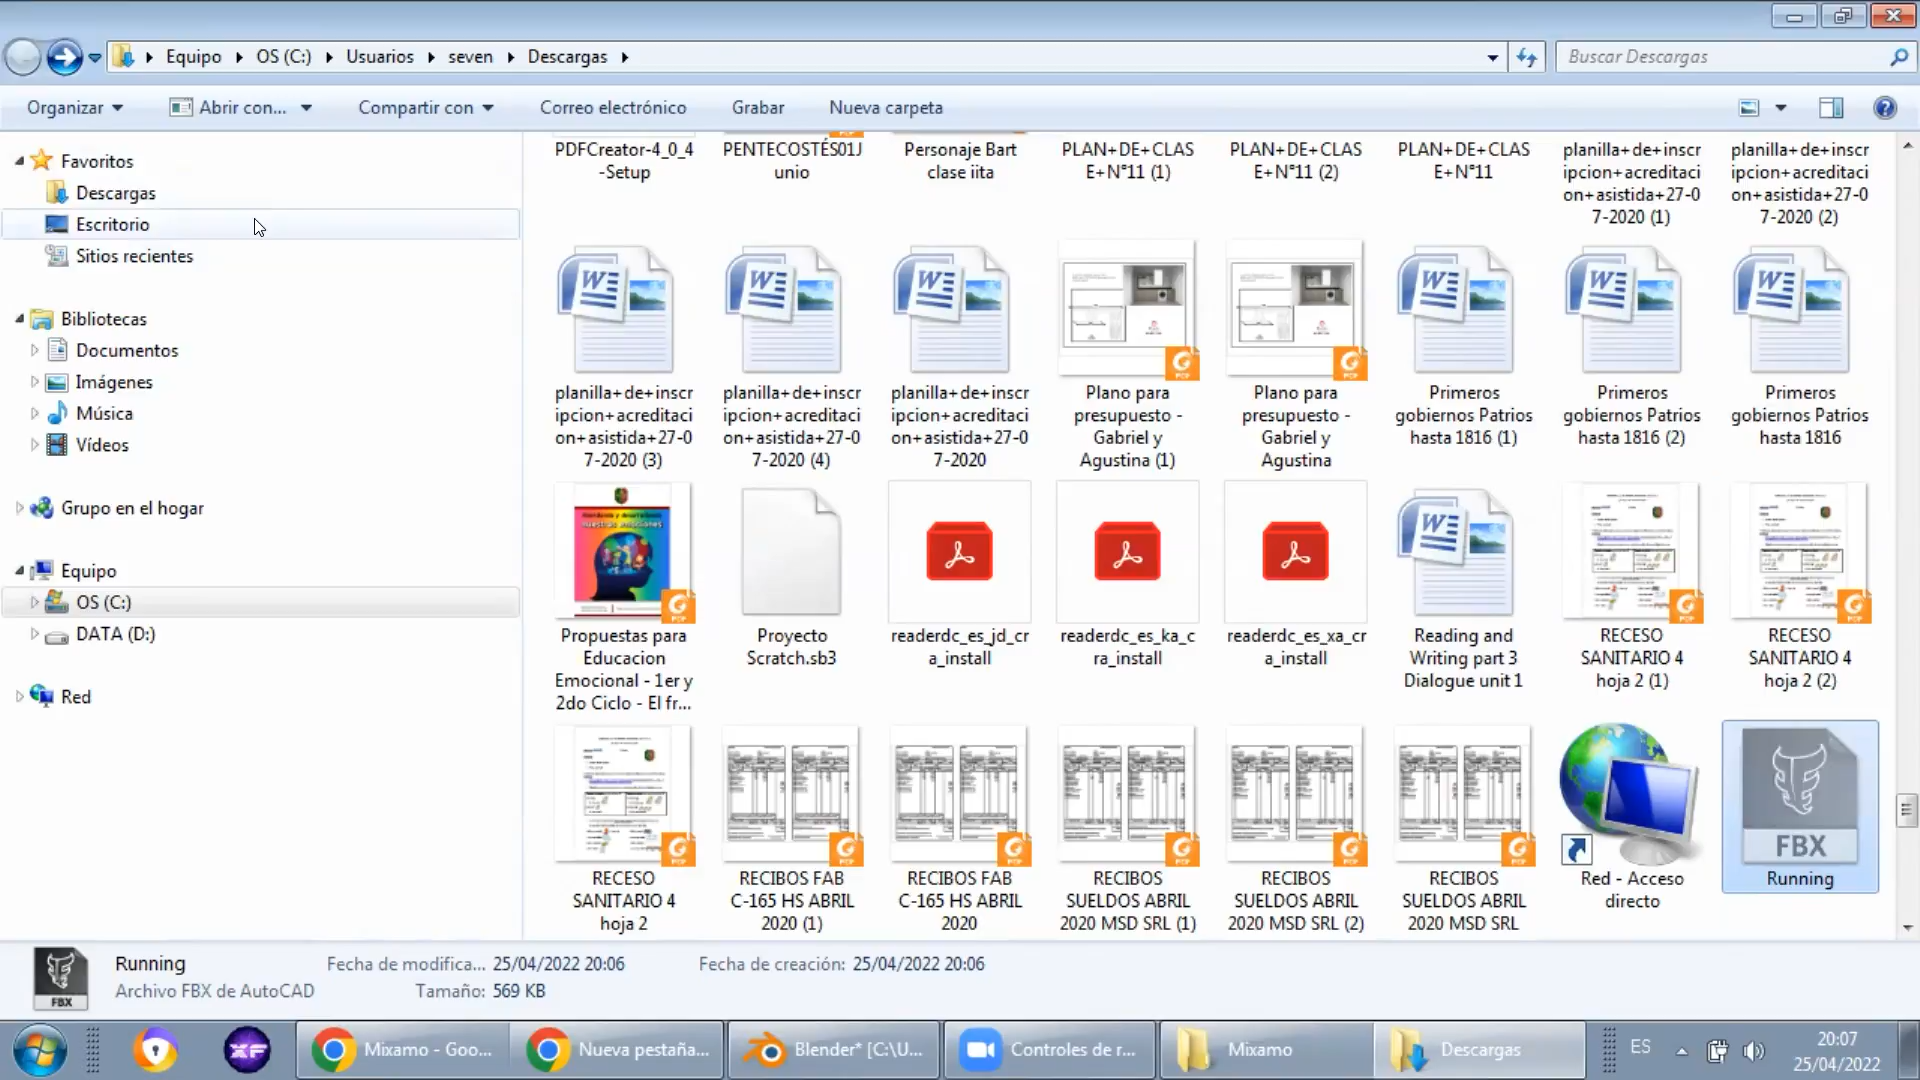 Equipo
OS (C:)
Usuarios
seven
Descargas
Buscar Descargas
Organizar
Abrir con...
Compartir con
Correo electrónico
Grabar
Nueva carpeta
Favoritos
Descargas
Escritorio
Sitios recientes
Bibliotecas
Documentos
Imágenes
Música
Vídeos
Grupo en el hogar
Equipo
OS (C:)
DATA (D:)
Red
PDFCreator-4_0_4
-Setup
PENTECOSTÉS01J
unio
Personaje Bart
clase iita
PLAN+DE+CLAS
E+N°11 (1)
PLAN+DE+CLAS
E+N°11 (2)
PLAN+DE+CLAS
E+N°11
planilla+de+inscr
ipcion+acreditaci
on+asistida+27-0
7-2020 (1)
planilla+de+inscr
ipcion+acreditaci
on+asistida+27-0
7-2020 (2)
planilla+de+inscr
ipcion+acreditaci
on+asistida+27-0
7-2020 (3)
planilla+de+inscr
ipcion+acreditaci
on+asistida+27-0
7-2020 (4)
planilla+de+inscr
ipcion+acreditaci
on+asistida+27-0
7-2020
Plano para
presupuesto -
Gabriel y
Agustina (1)
Plano para
presupuesto -
Gabriel y
Agustina
Primeros
gobiernos Patrios
hasta 1816 (1)
Primeros
gobiernos Patrios
hasta 1816 (2)
Primeros
gobiernos Patrios
hasta 1816
Propuestas para
Educacion
Emocional - 1er y
2do Ciclo - El fr...
Proyecto
Scratch.sb3
readerdc_es_jd_cr
a_install
readerdc_es_ka_c
ra_install
readerdc_es_xa_cr
a_install
Reading and
Writing part 3
Dialogue unit 1
RECESO
SANITARIO 4
hoja 2 (1)
RECESO
SANITARIO 4
hoja 2 (2)
RECESO
SANITARIO 4
hoja 2
RECIBOS FAB
C-165 HS ABRIL
2020 (1)
RECIBOS FAB
C-165 HS ABRIL
2020
RECIBOS
SUELDOS ABRIL
2020 MSD SRL (1)
RECIBOS
SUELDOS ABRIL
2020 MSD SRL (2)
RECIBOS
SUELDOS ABRIL
2020 MSD SRL
Red - Acceso
directo
FBX
Running
FBX
Running
Archivo FBX de AutoCAD
Fecha de modifica... 25/04/2022 20:06
Tamaño: 569 KB
Fecha de creación: 25/04/2022 20:06
XF
Mixamo - Goo...
Nueva pestaña...
Blender* [C:\U...
Controles de r...
Mixamo
Descargas
ES
20:07
25/04/2022